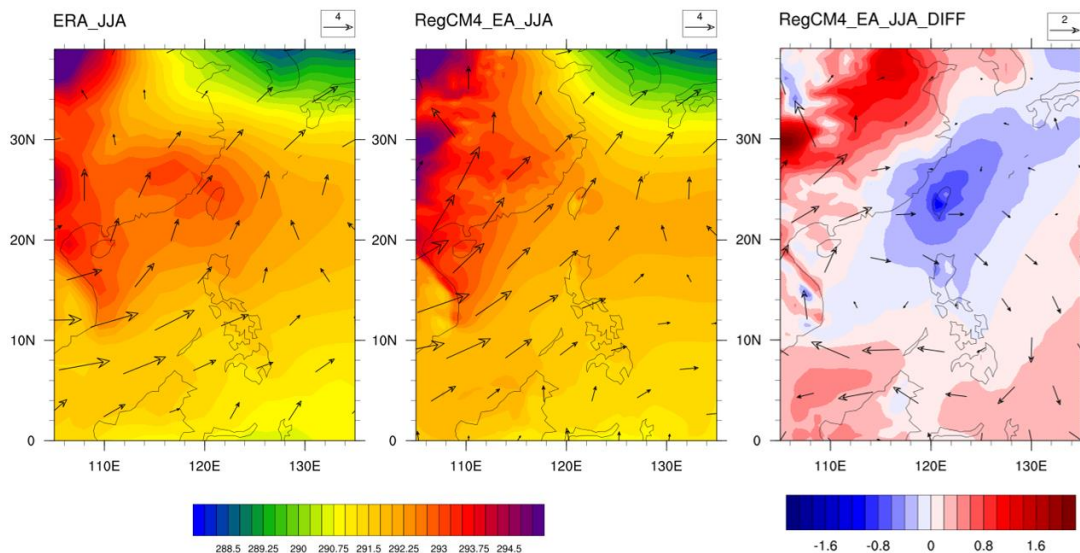 ERA_JJA
4
RegCM4_EA_JJA
4
RegCM4_EA_JJA_DIFF
2
30N
20N
10N
0
110E 120E 130E
30N
20N
10N
0
110E 120E 130E
30N
20N
10N
0
110E 120E 130E
288.5 289.25 290 290.75 291.5 292.25 293 293.75 294.5
-1.6 -0.8 0 0.8 1.6